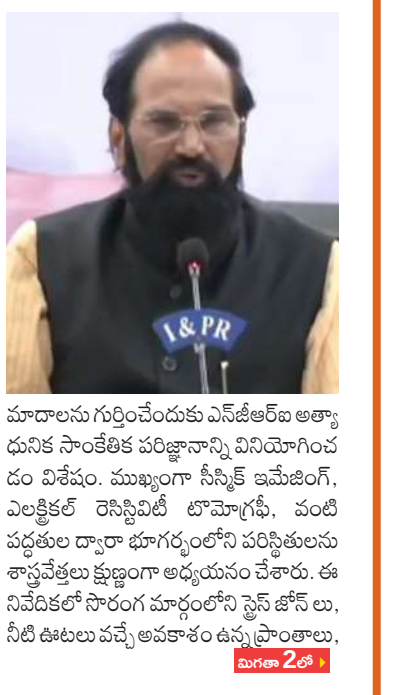 I & PR
మాదాలను గుర్తించేందుకు ఎన్‌జీఆర్‌ఐ అత్యా
ధునిక సాంకేతిక పరిజ్ఞానాన్ని వినియోగించ
డం విశేషం. ముఖ్యంగా సీస్మిక్ ఇమేజింగ్,
ఎలక్ట్రికల్ రెసిస్టివిటీ టొమోగ్రఫీ, వంటి
పద్ధతుల ద్వారా భూగర్భంలోని పరిస్థితులను
శాస్త్రవేత్తలు క్షుణ్ణంగా అధ్యయనం చేశారు. ఈ
నివేదికలో సొరంగ మార్గంలోని స్ట్రెస్ జోన్ లు,
నీటి ఊటలు వచ్చే అవకాశం ఉన్న ప్రాంతాలు,
మిగతా 2లో